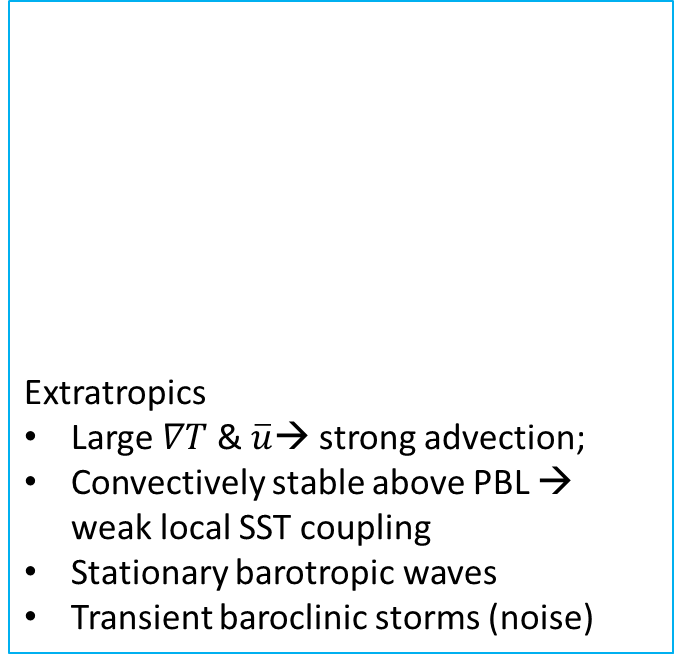 Extratropics
• Large ∇T & ū→ strong advection;
• Convectively stable above PBL →
weak local SST coupling
• Stationary barotropic waves
• Transient baroclinic storms (noise)